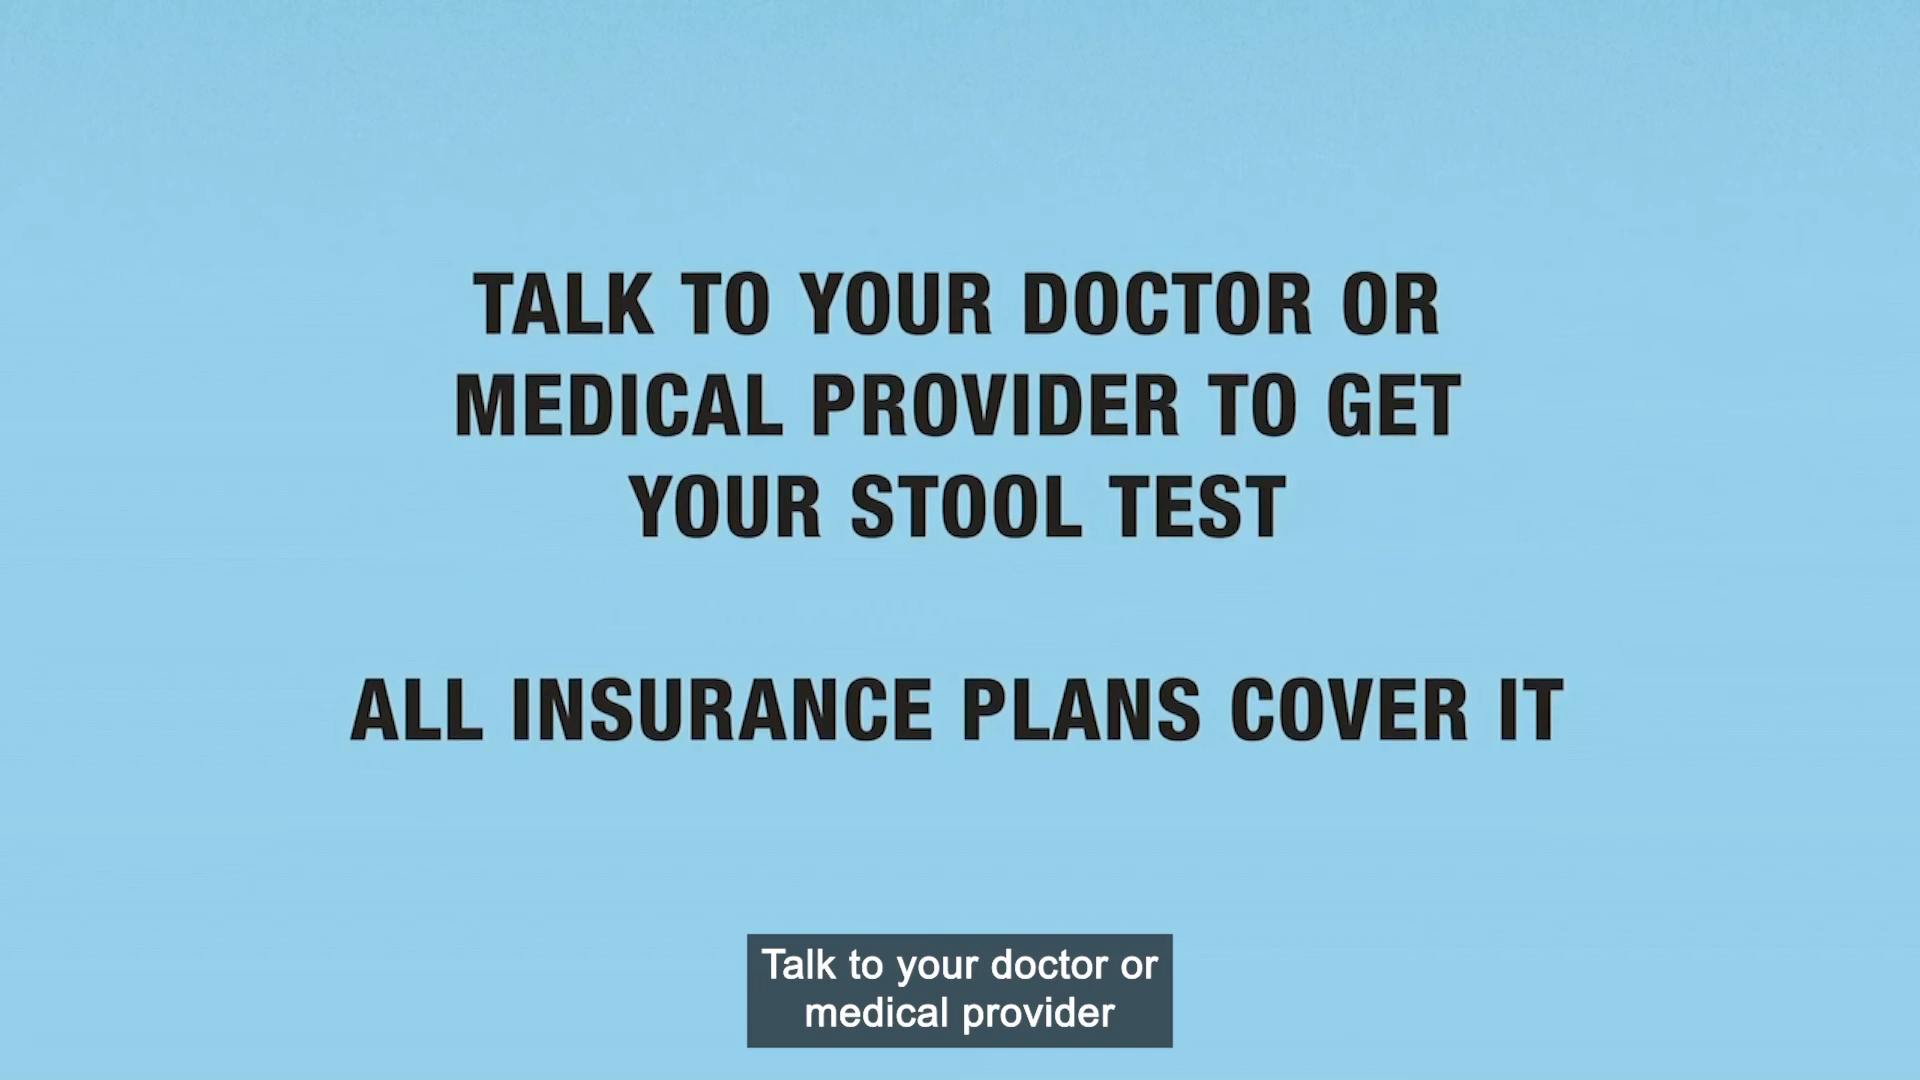 TALK TO YOUR DOCTOR OR
MEDICAL PROVIDER TO GET
YOUR STOOL TEST
ALL INSURANCE PLANS COVER IT
Talk to your doctor or
medical provider